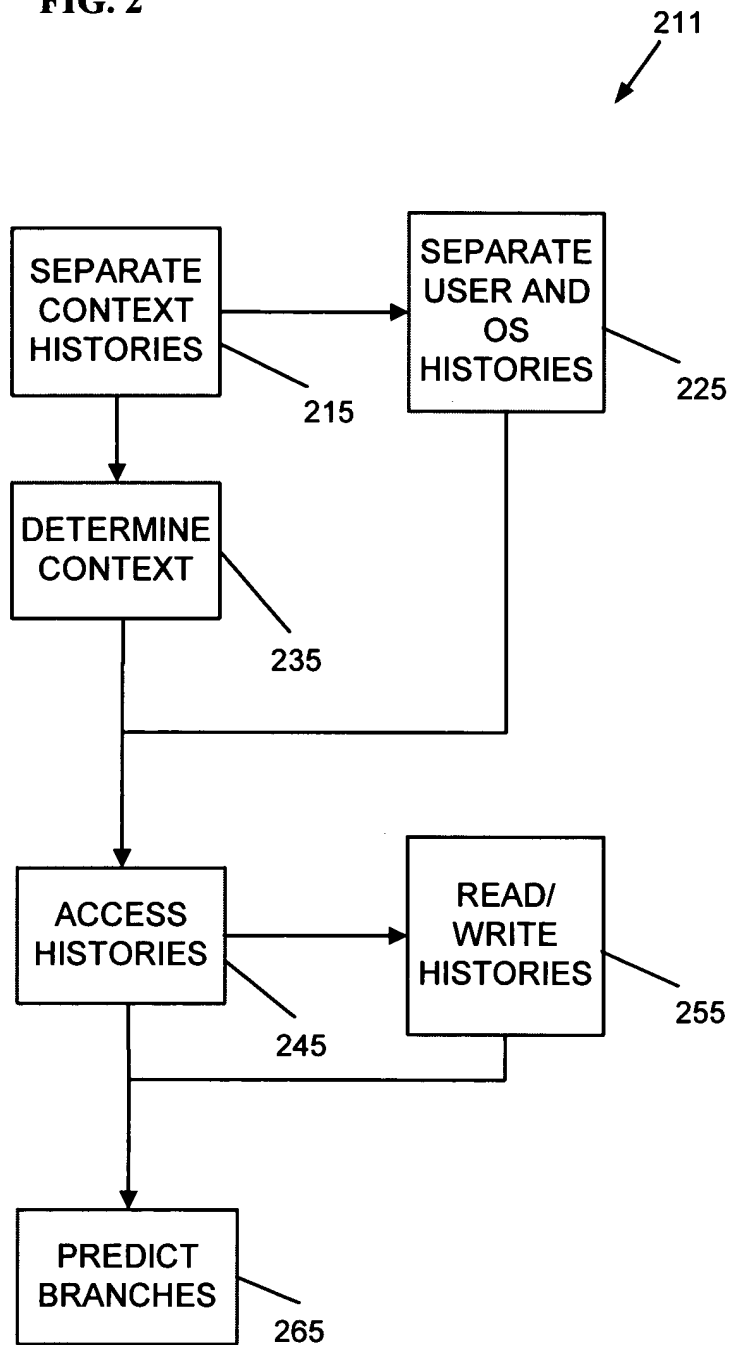 FIG. 2
211
SEPARATE
CONTEXT
HISTORIES
215
SEPARATE
USER AND
OS
HISTORIES
225
DETERMINE
CONTEXT
235
ACCESS
HISTORIES
245
READ/
WRITE
HISTORIES
255
PREDICT
BRANCHES
265